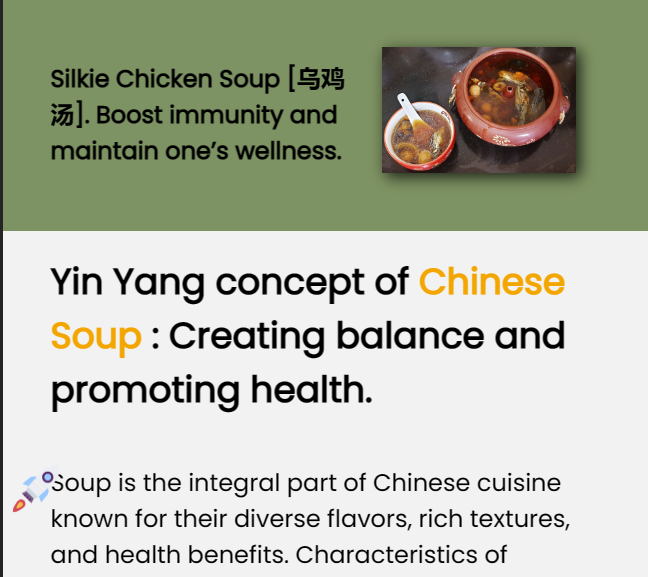 Silkie Chicken Soup [乌鸡
汤]. Boost immunity and
maintain one's wellness.
Yin Yang concept of Chinese
Soup : Creating balance and
promoting health.
Soup is the integral part of Chinese cuisine
known for their diverse flavors, rich textures,
and health benefits. Characteristics of